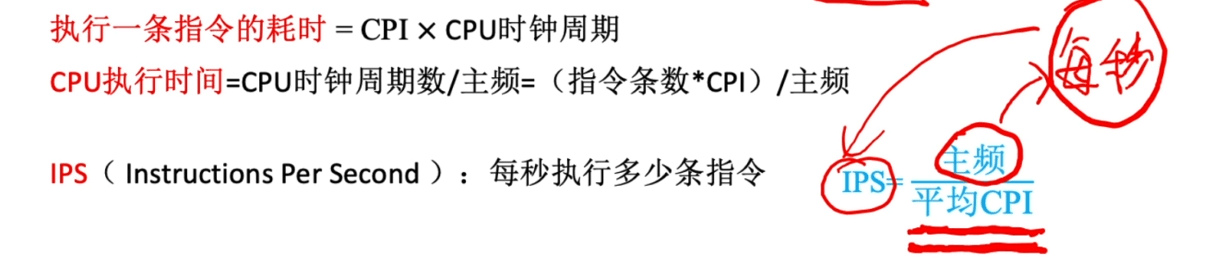 执行一条指令的耗时 = CPI × CPU时钟周期
CPU执行时间=CPU时钟周期数/主频=（指令条数*CPI）/主频
每秒
IPS（ Instructions Per Second ）：每秒执行多少条指令
IPS=主频
平均CPI